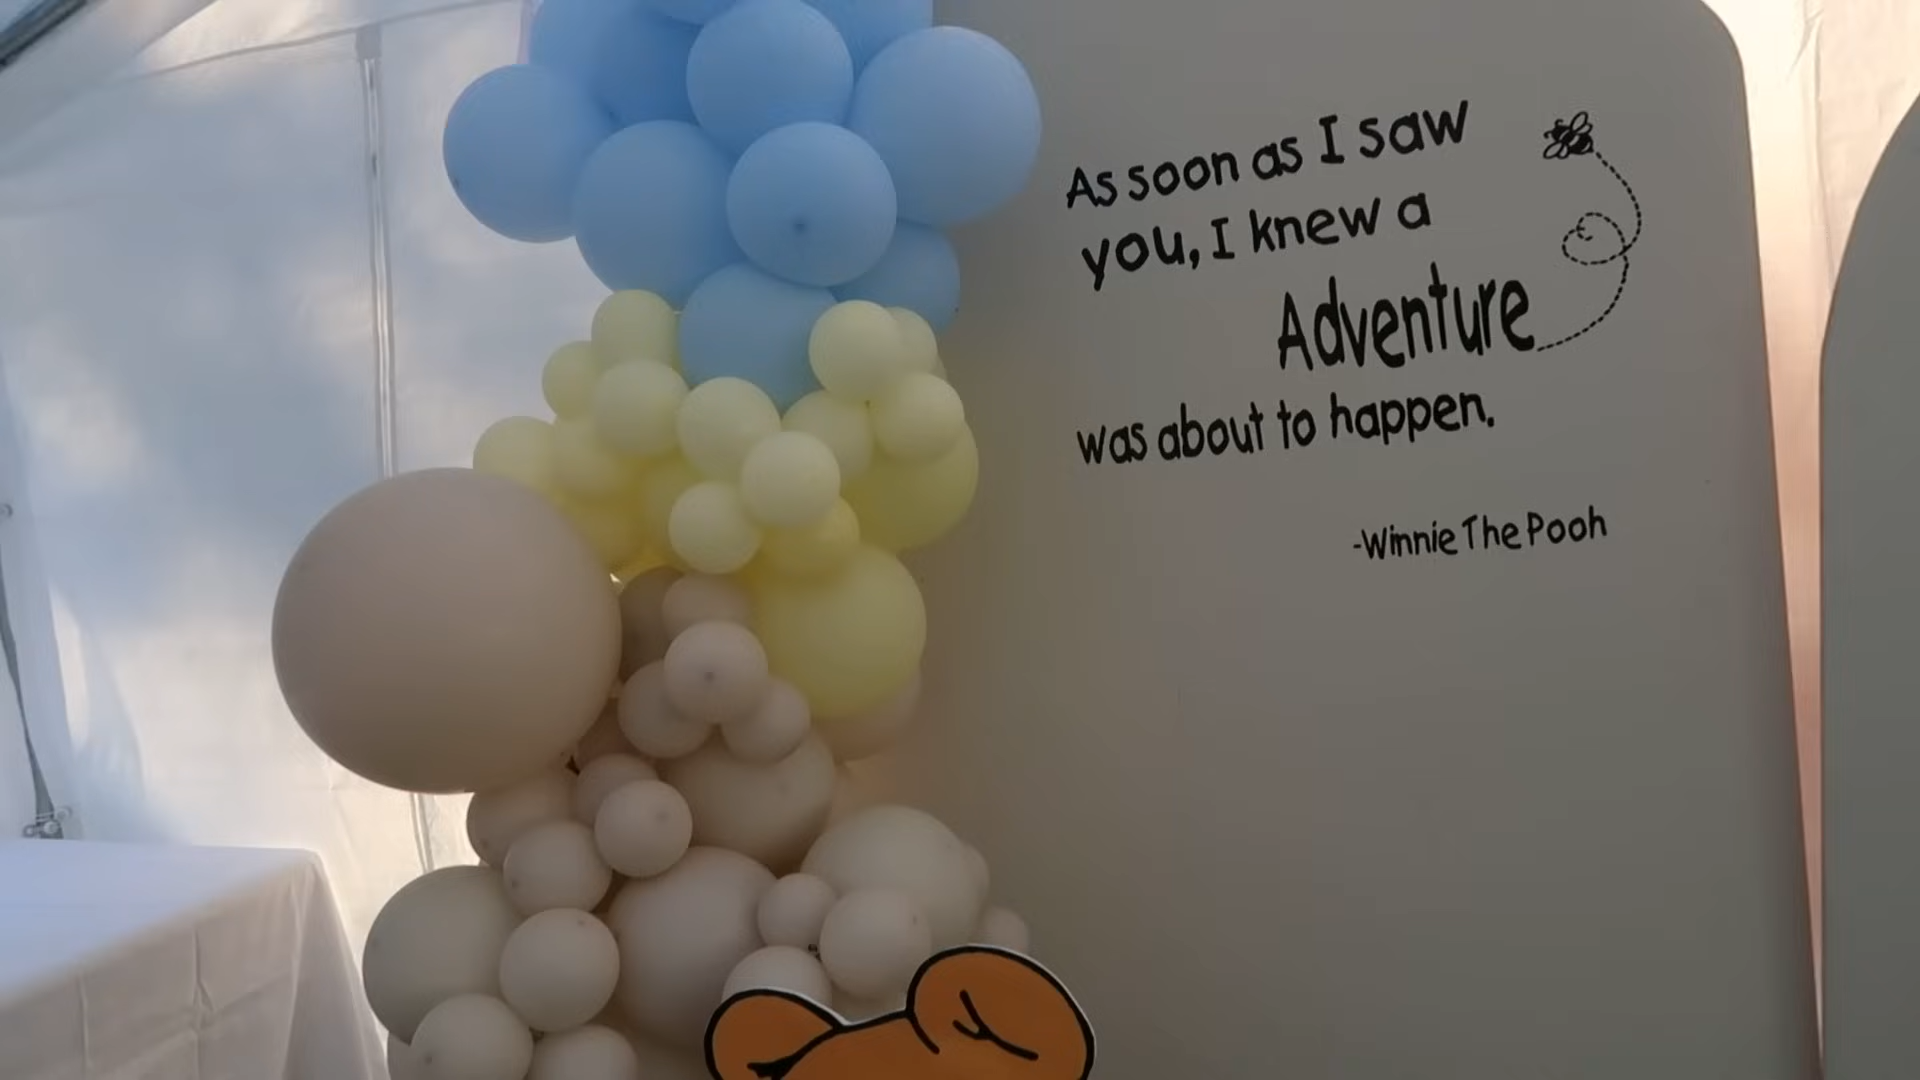 As soon as I saw
you, I knew a
Adventure
was about to happen.
-Winnie The Pooh